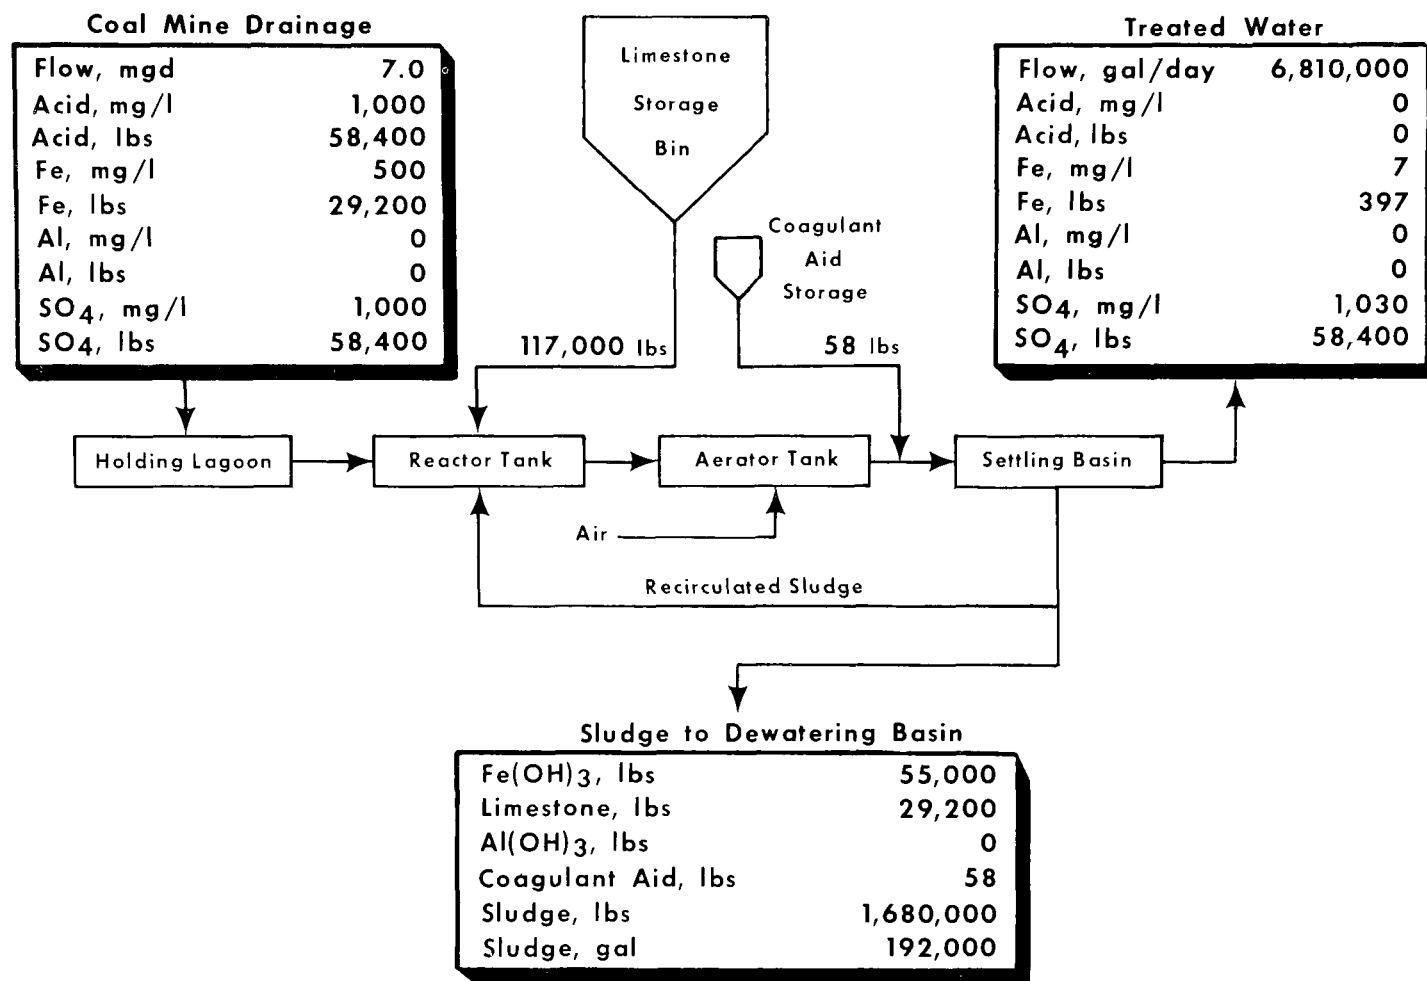 Coal Mine Drainage
Flow, mgd 7.0
Acid, mg/l 1,000
Acid, lbs 58,400
Fe, mg/l 500
Fe, lbs 29,200
Al, mg/l 0
Al, lbs 0
SO4, mg/l 1,000
SO4, lbs 58,400
Limestone
Storage
Bin
Coagulant
Aid
Storage
Treated Water
Flow, gal/day 6,810,000
Acid, mg/l 0
Acid, lbs 0
Fe, mg/l 7
Fe, lbs 397
Al, mg/l 0
Al, lbs 0
SO4, mg/l 1,030
SO4, lbs 58,400
117,000 lbs
58 lbs
Holding Lagoon
Reactor Tank
Aerator Tank
Settling Basin
Air
Recirculated Sludge
Sludge to Dewatering Basin
Fe(OH)3, lbs 55,000
Limestone, lbs 29,200
Al(OH)3, lbs 0
Coagulant Aid, lbs 58
Sludge, lbs 1,680,000
Sludge, gal 192,000